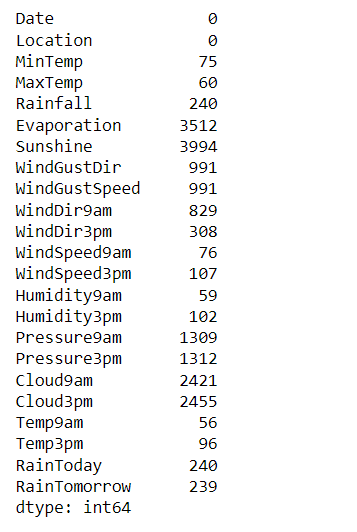 Date 0
Location 0
MinTemp 75
MaxTemp 60
Rainfall 240
Evaporation 3512
Sunshine 3994
WindGustDir 991
WindGustSpeed 991
WindDir9am 829
WindDir3pm 308
WindSpeed9am 76
WindSpeed3pm 107
Humidity9am 59
Humidity3pm 102
Pressure9am 1309
Pressure3pm 1312
Cloud9am 2421
Cloud3pm 2455
Temp9am 56
Temp3pm 96
RainToday 240
RainTomorrow 239
dtype: int64